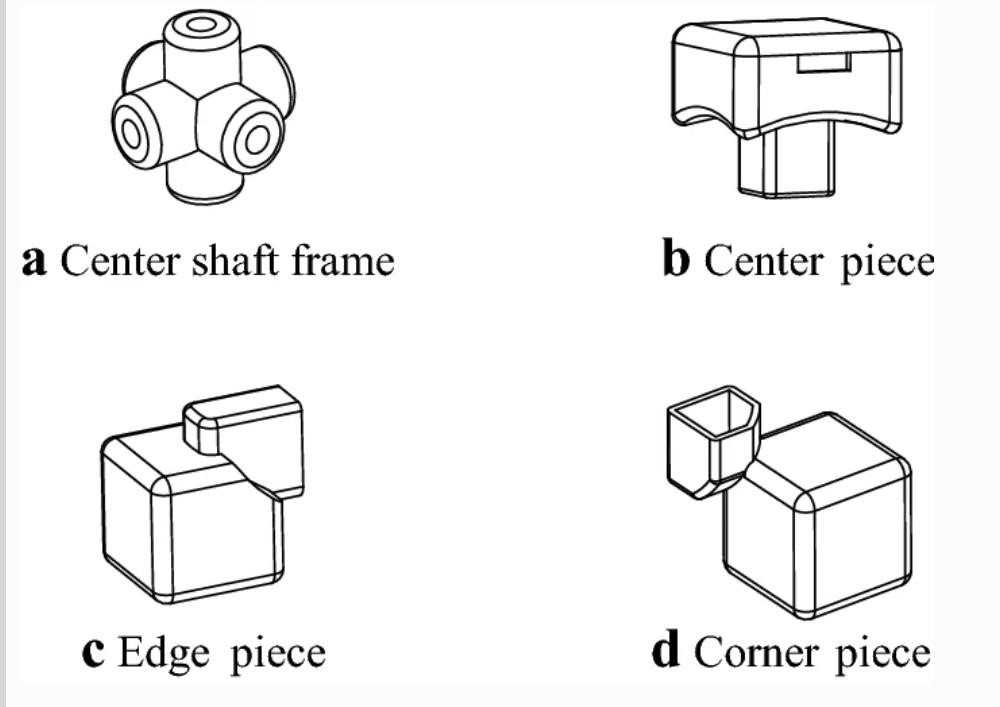 a Center shaft frame
b Center piece
c Edge piece
d Corner piece